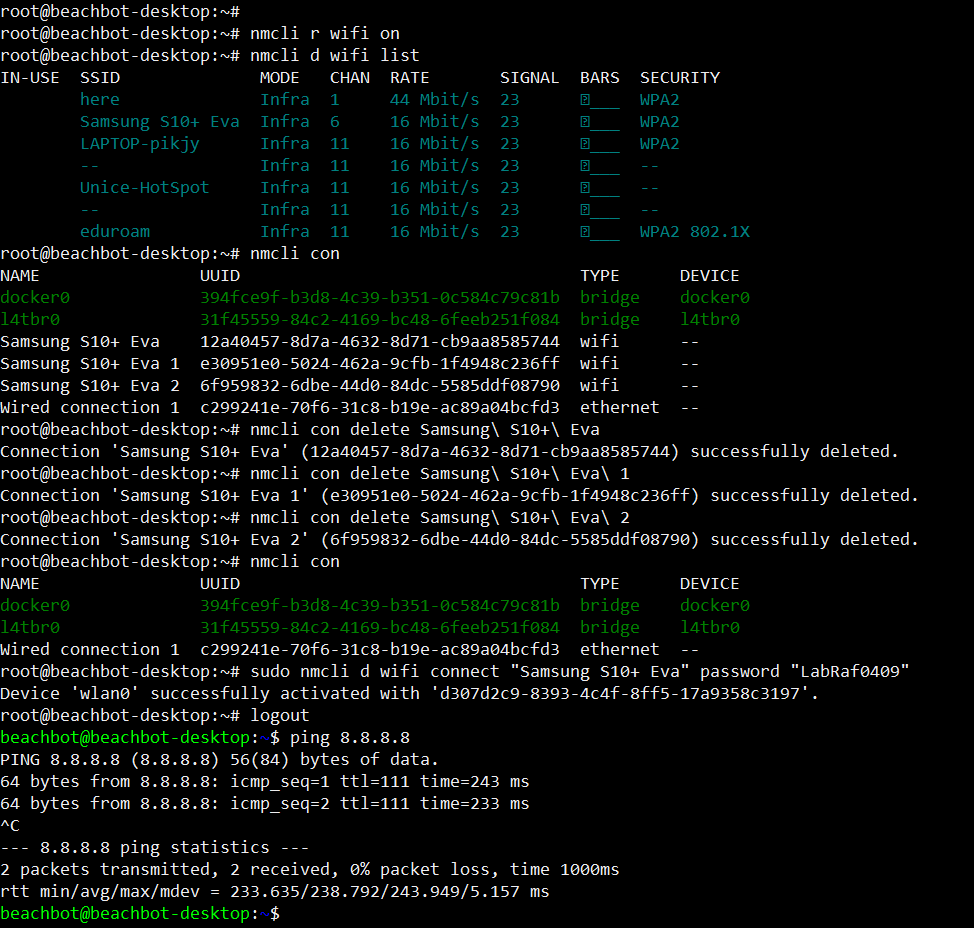 root@beachbot-desktop:~#
root@beachbot-desktop:~# nmcli r wifi on
root@beachbot-desktop:~# nmcli d wifi list
IN-USE  SSID              MODE   CHAN  RATE       SIGNAL  BARS  SECURITY
        here              Infra  1     44 Mbit/s  23      ▯___  WPA2
        Samsung S10+ Eva  Infra  6     16 Mbit/s  23      ▯___  WPA2
        LAPTOP-pikjy      Infra  11    16 Mbit/s  23      ▯___  WPA2
        --                Infra  11    16 Mbit/s  23      ▯___  --
        Unice-HotSpot     Infra  11    16 Mbit/s  23      ▯___  --
        --                Infra  11    16 Mbit/s  23      ▯___  --
        eduroam           Infra  11    16 Mbit/s  23      ▯___  WPA2 802.1X
root@beachbot-desktop:~# nmcli con
NAME                UUID                                  TYPE      DEVICE
docker0             394fce9f-b3d8-4c39-b351-0c584c79c81b  bridge    docker0
l4tbr0              31f45559-84c2-4169-bc48-6feeb251f084  bridge    l4tbr0
Samsung S10+ Eva    12a40457-8d7a-4632-8d71-cb9aa8585744  wifi      --
Samsung S10+ Eva 1  e30951e0-5024-462a-9cfb-1f4948c236ff  wifi      --
Samsung S10+ Eva 2  6f959832-6dbe-44d0-84dc-5585ddf08790  wifi      --
Wired connection 1  c299241e-70f6-31c8-b19e-ac89a04bcfd3  ethernet  --
root@beachbot-desktop:~# nmcli con delete Samsung\ S10+\ Eva
Connection 'Samsung S10+ Eva' (12a40457-8d7a-4632-8d71-cb9aa8585744) successfully deleted.
root@beachbot-desktop:~# nmcli con delete Samsung\ S10+\ Eva\ 1
Connection 'Samsung S10+ Eva 1' (e30951e0-5024-462a-9cfb-1f4948c236ff) successfully deleted.
root@beachbot-desktop:~# nmcli con delete Samsung\ S10+\ Eva\ 2
Connection 'Samsung S10+ Eva 2' (6f959832-6dbe-44d0-84dc-5585ddf08790) successfully deleted.
root@beachbot-desktop:~# nmcli con
NAME                UUID                                  TYPE      DEVICE
docker0             394fce9f-b3d8-4c39-b351-0c584c79c81b  bridge    docker0
l4tbr0              31f45559-84c2-4169-bc48-6feeb251f084  bridge    l4tbr0
Wired connection 1  c299241e-70f6-31c8-b19e-ac89a04bcfd3  ethernet  --
root@beachbot-desktop:~# sudo nmcli d wifi connect "Samsung S10+ Eva" password "LabRaf0409"
Device 'wlan0' successfully activated with 'd307d2c9-8393-4c4f-8ff5-17a9358c3197'.
root@beachbot-desktop:~# logout
beachbot@beachbot-desktop:~$ ping 8.8.8.8
PING 8.8.8.8 (8.8.8.8) 56(84) bytes of data.
64 bytes from 8.8.8.8: icmp_seq=1 ttl=111 time=243 ms
64 bytes from 8.8.8.8: icmp_seq=2 ttl=111 time=233 ms
^C
--- 8.8.8.8 ping statistics ---
2 packets transmitted, 2 received, 0% packet loss, time 1000ms
rtt min/avg/max/mdev = 233.635/238.792/243.949/5.157 ms
beachbot@beachbot-desktop:~$